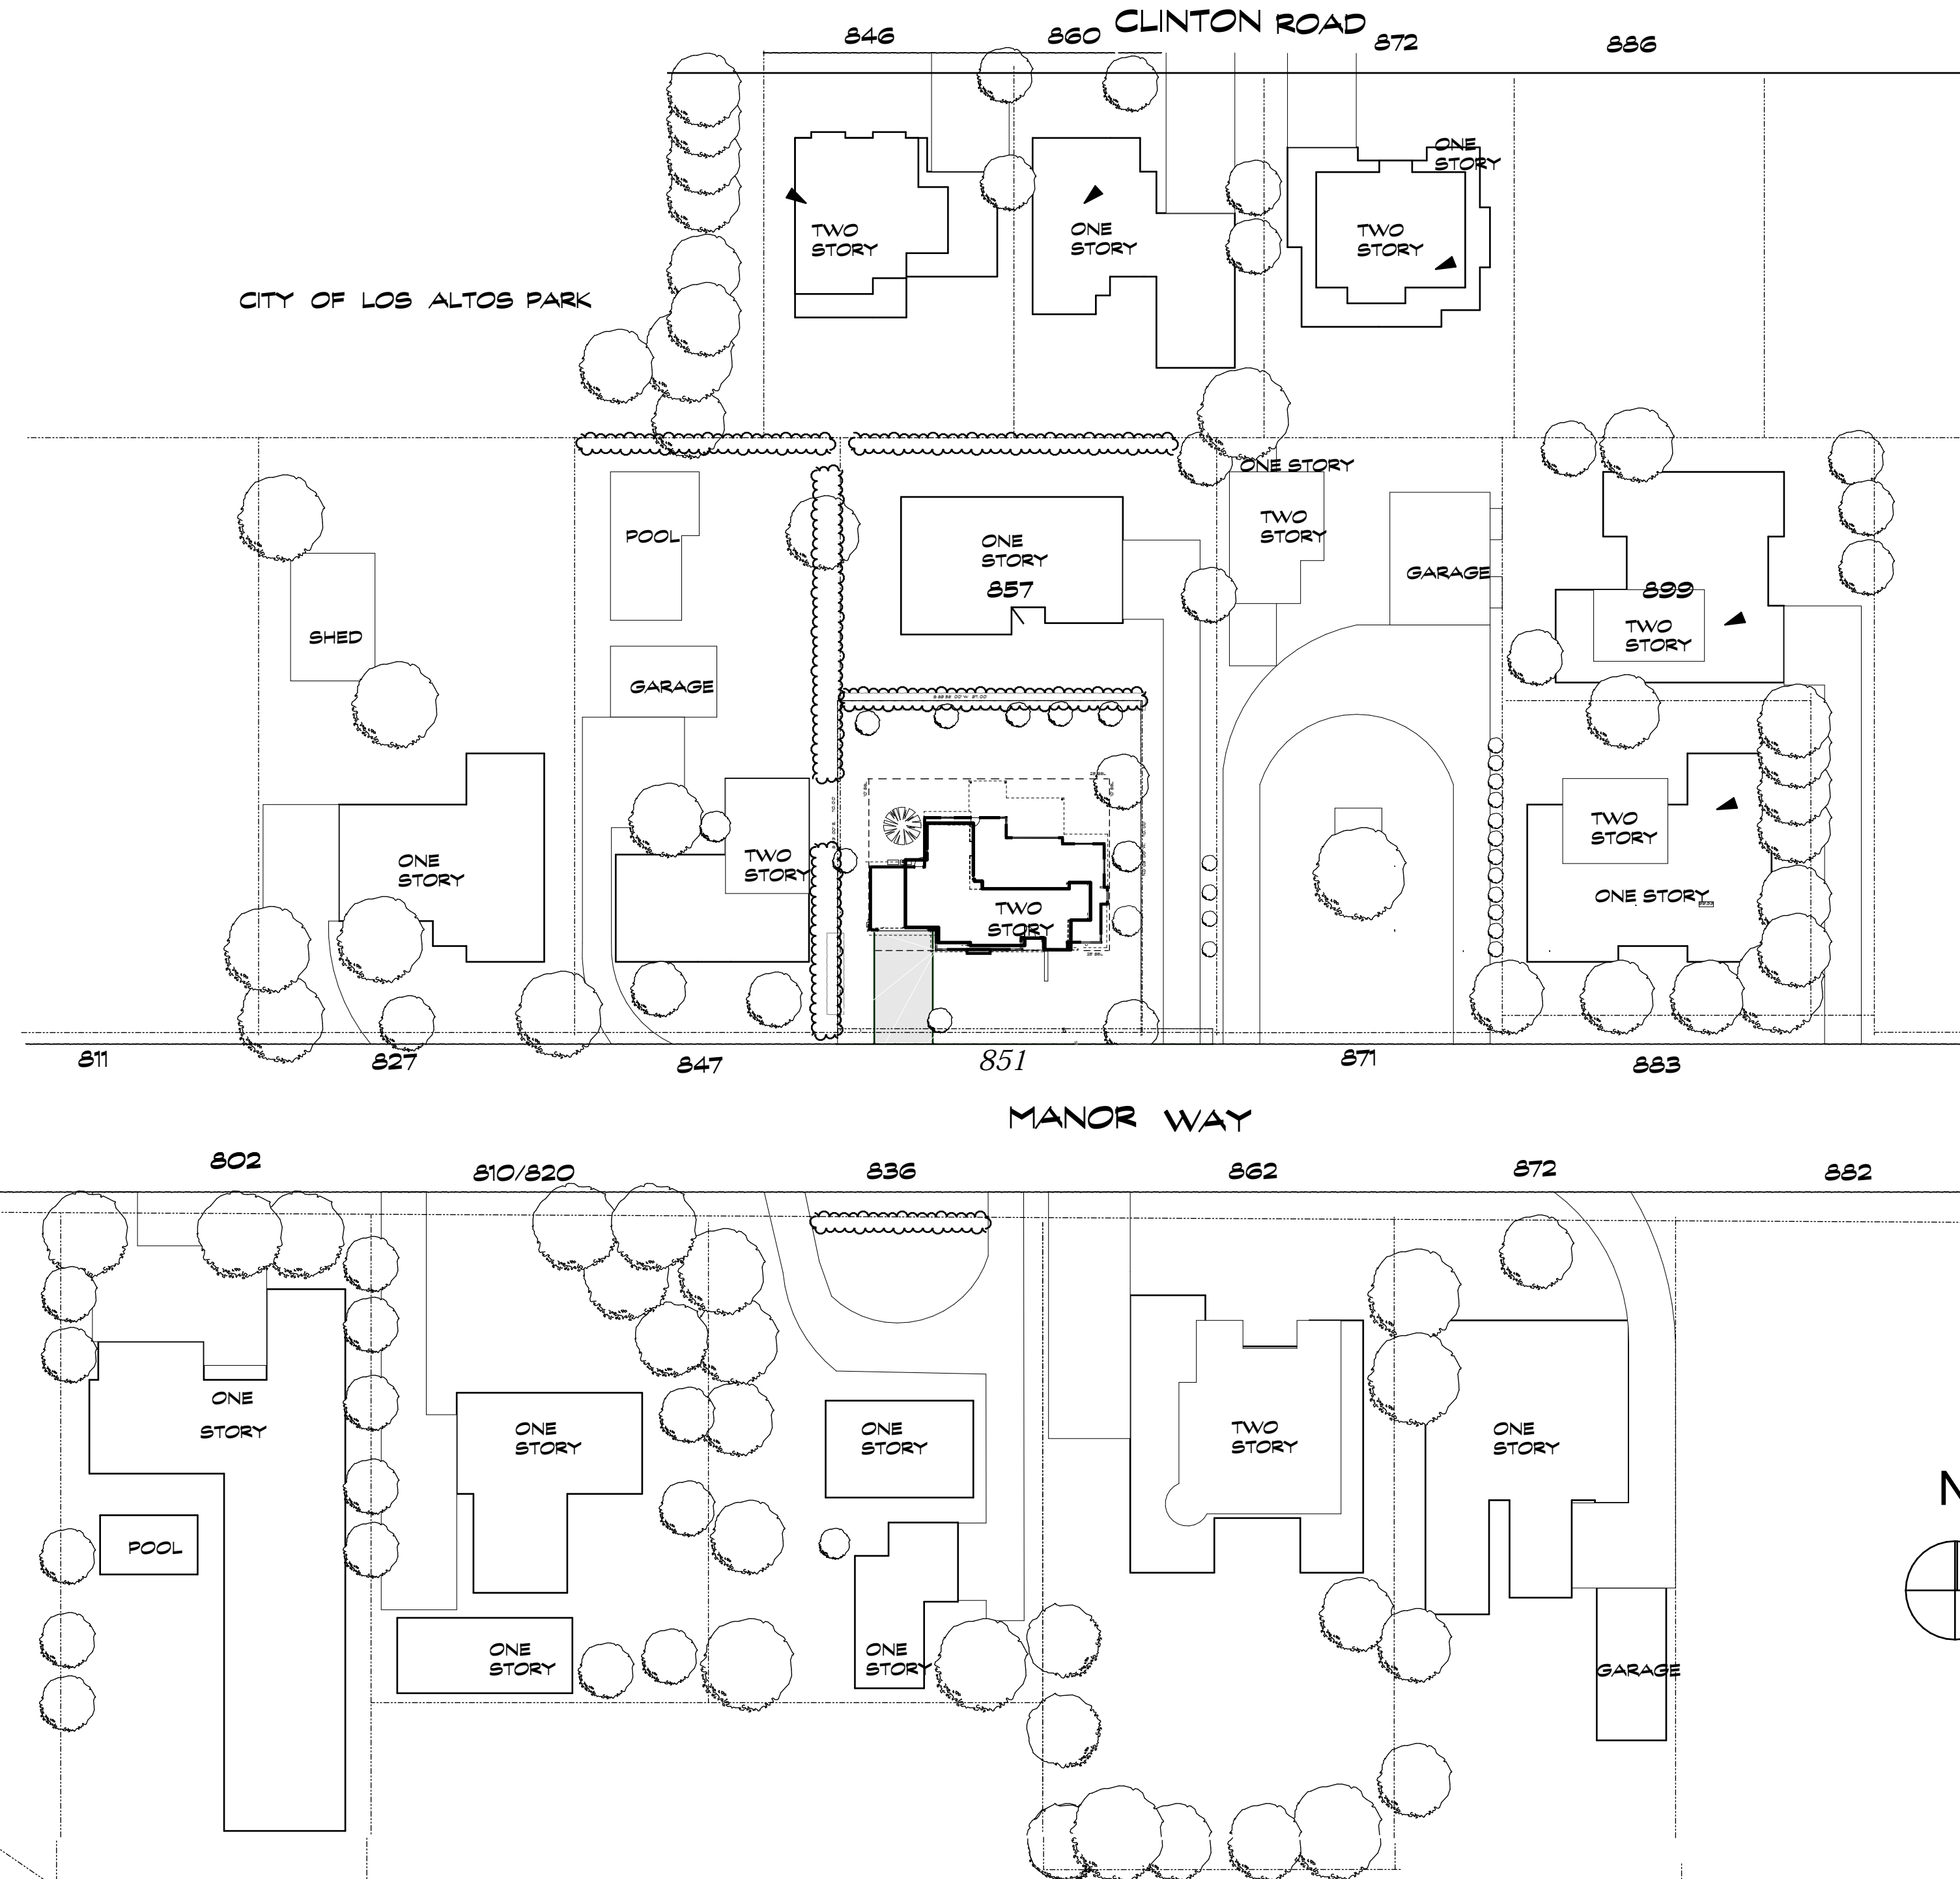 CLINTON ROAD
846
860
872
886
ONE
STORY
TWO
STORY
ONE
STORY
TWO
STORY
CITY OF LOS ALTOS PARK
ONE STORY
POOL
ONE
STORY
857
TWO
STORY
GARAGE
899
TWO
STORY
SHED
GARAGE
ONE
STORY
TWO
STORY
TWO
STORY
TWO
STORY
ONE STORY
811
827
847
851
871
883
MANOR WAY
802
810/820
836
862
872
882
ONE
STORY
ONE
STORY
ONE
STORY
TWO
STORY
ONE
STORY
POOL
ONE
STORY
ONE
STORY
GARAGE
N